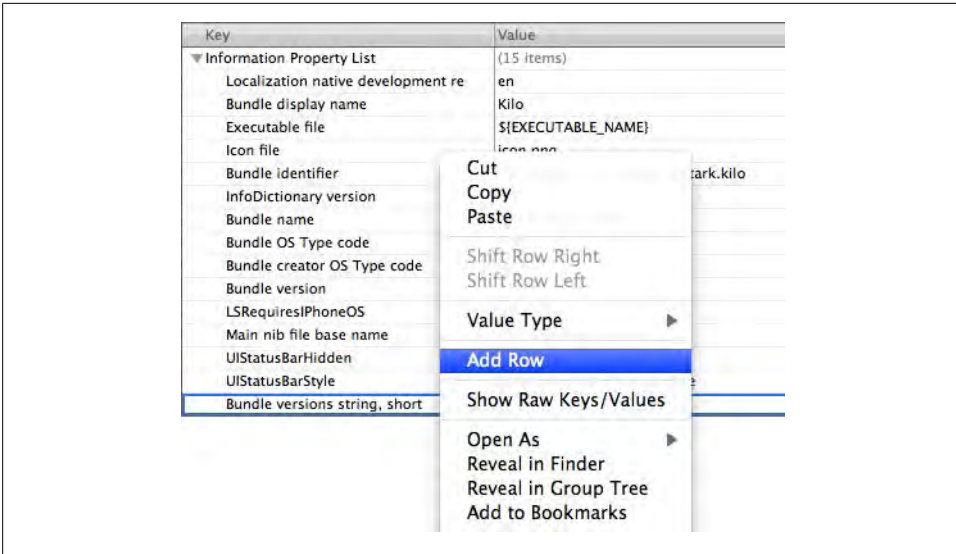 Key Value
Information Property List (15 items)
Localization native development re en
Bundle display name Kilo
Executable file ${EXECUTABLE_NAME}
Icon file icon.png
Bundle identifier tark.kilo
InfoDictionary version
Bundle name
Bundle OS Type code
Bundle creator OS Type code
Bundle version
LSRequiresIPhoneOS
Main nib file base name
UIStatusBarHidden
UIStatusBarStyle
Bundle versions string, short
Cut
Copy
Paste
Shift Row Right
Shift Row Left
Value Type
Add Row
Show Raw Keys/Values
Open As
Reveal in Finder
Reveal in Group Tree
Add to Bookmarks